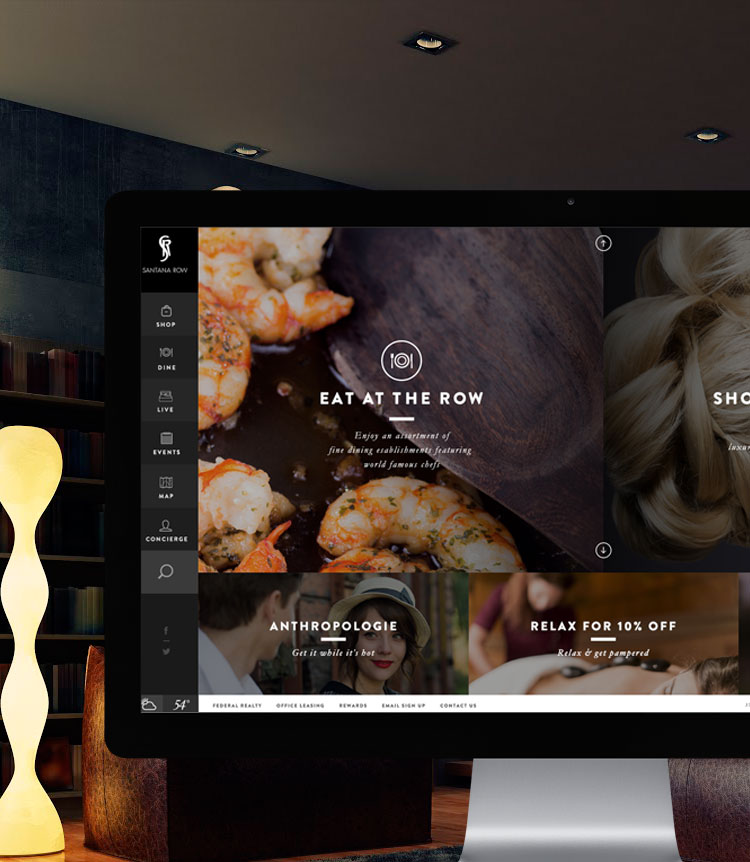 SANTANA ROW
SHOP
DINE
LIVE
EVENTS
MAP
CONCIERGE
54°
EAT AT THE ROW
Enjoy an assortment of
fine dining esablishments featuring
world famous chefs
SHO
luxur
ANTHROPOLOGIE
Get it while it's hot
RELAX FOR 10% OFF
Relax & get pampered
FEDERAL REALTY OFFICE LEASING REWARDS EMAIL SIGN UP CONTACT US